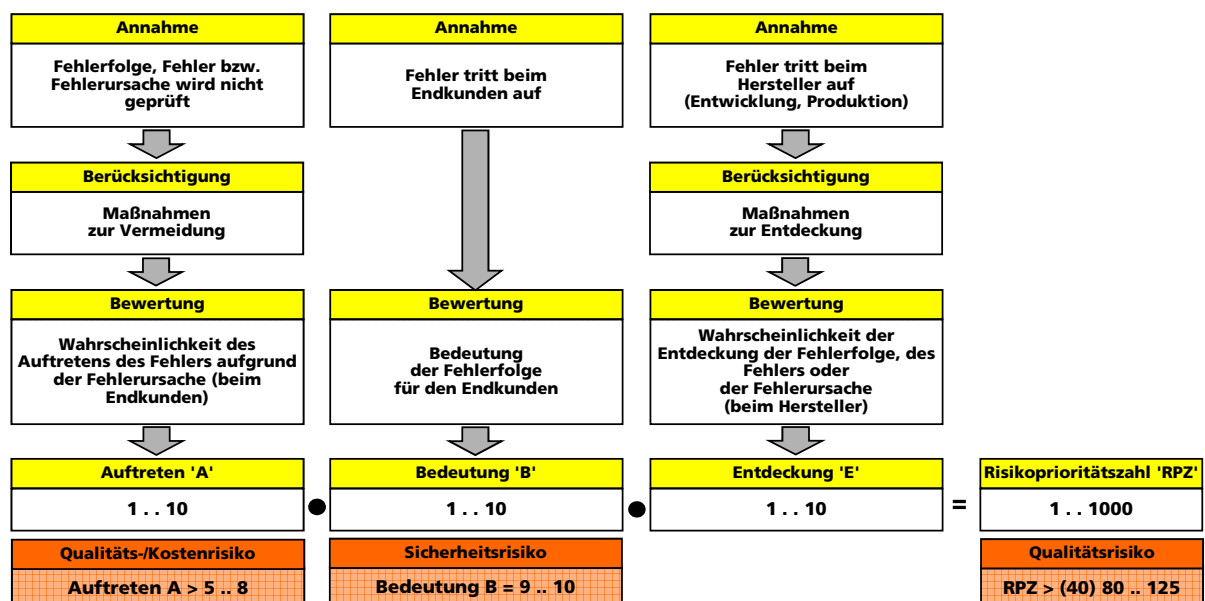 Annahme
Fehlerfolge, Fehler bzw.
Fehlerursache wird nicht
geprüft
Annahme
Fehler tritt beim
Endkunden auf
Annahme
Fehler tritt beim
Hersteller auf
(Entwicklung, Produktion)
Berücksichtigung
Maßnahmen
zur Vermeidung
Berücksichtigung
Maßnahmen
zur Entdeckung
Bewertung
Wahrscheinlichkeit des
Auftretens des Fehlers aufgrund
der Fehlerursache (beim
Endkunden)
Bewertung
Bedeutung
der Fehlerfolge
für den Endkunden
Bewertung
Wahrscheinlichkeit der
Entdeckung der Fehlerfolge, des
Fehlers oder
der Fehlerursache
(beim Hersteller)
Auftreten 'A'
1 . . 10
Bedeutung 'B'
1 . . 10
Entdeckung 'E'
1 . . 10
=
Risikoprioritätszahl 'RPZ'
1 . . 1000
Qualitäts-/Kostenrisiko
Auftreten A > 5 .. 8
Sicherheitsrisiko
Bedeutung B = 9 .. 10
Qualitätsrisiko
RPZ > (40) 80 .. 125